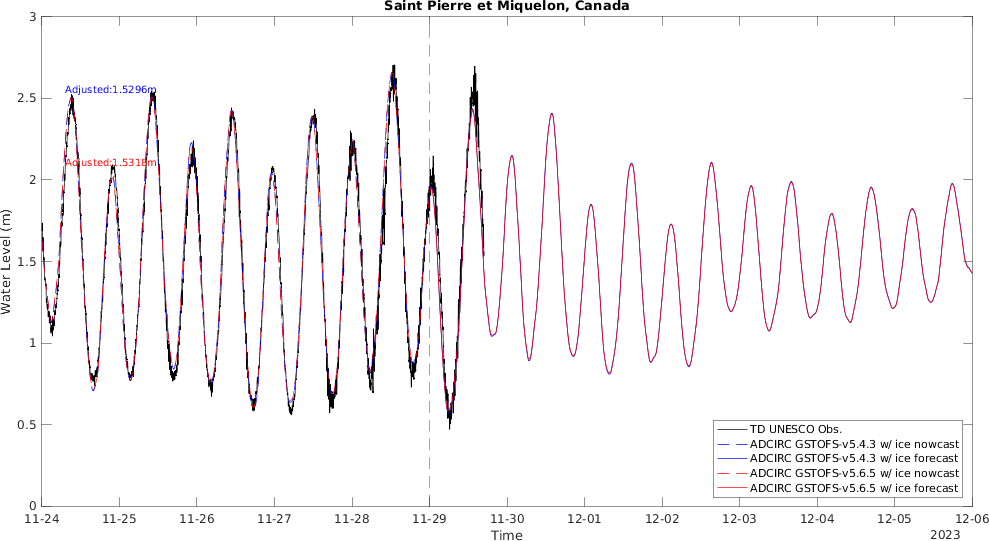 Saint Pierre et Miquelon, Canada
3
2.5
2
1.5
1
0.5
0
Water Level (m)
Adjusted:1.5296m
Adjusted:1.5318m
TD UNESCO Obs.
ADCIRC GSTOFS-v5.4.3 w/ ice nowcast
ADCIRC GSTOFS-v5.4.3 w/ ice forecast
ADCIRC GSTOFS-v5.6.5 w/ ice nowcast
ADCIRC GSTOFS-v5.6.5 w/ ice forecast
11-24 11-25 11-26 11-27 11-28 11-29 11-30 12-01 12-02 12-03 12-04 12-05 12-06
Time
2023